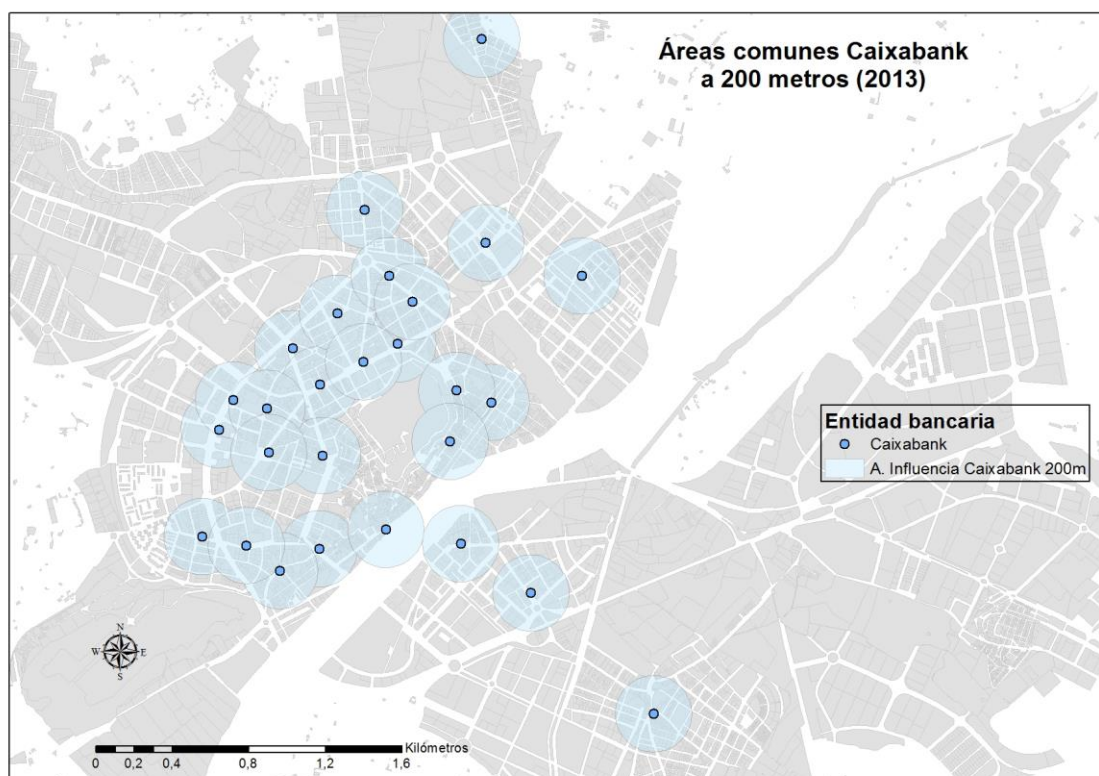 Áreas comunes Caixabank
a 200 metros (2013)
Entidad bancaria
Caixabank
A. Influencia Caixabank 200m
N
W E
S
Kilómetros
0 0,2 0,4 0,8 1,2 1,6